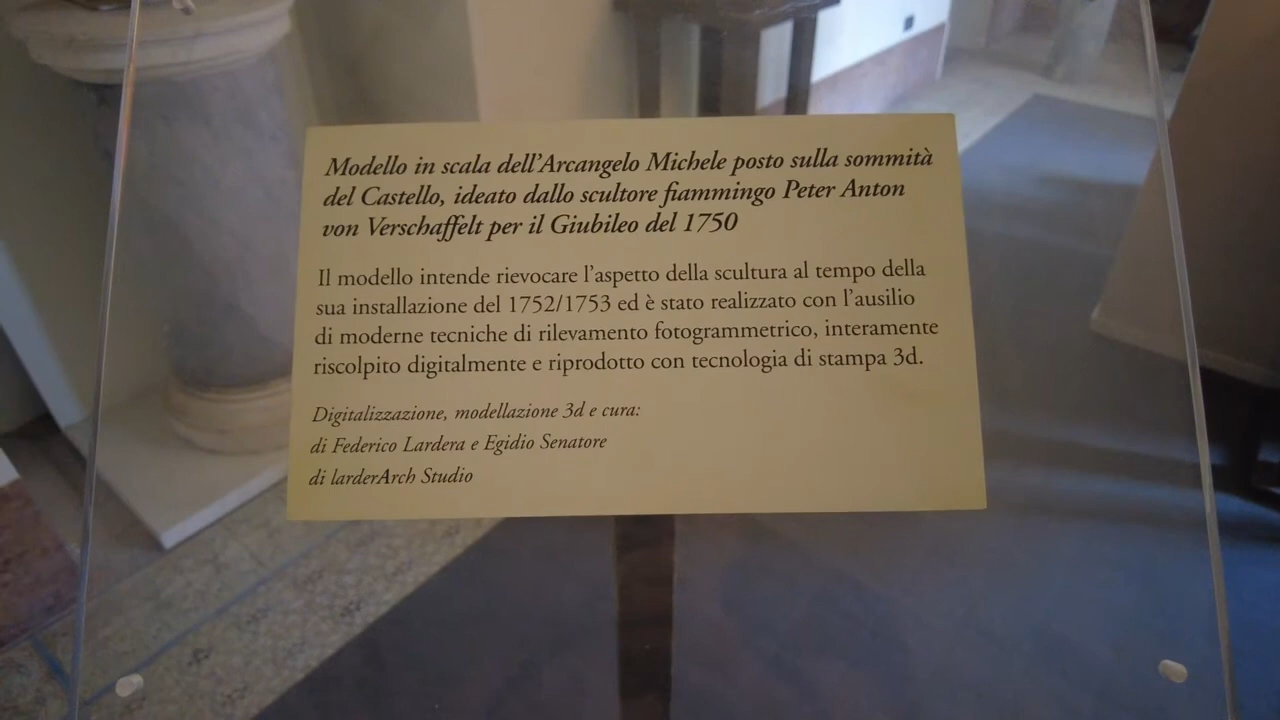 Modello in scala dell'Arcangelo Michele posto sulla sommità
del Castello, ideato dallo scultore fiammingo Peter Anton
von Verschaffelt per il Giubileo del 1750
Il modello intende rievocare l'aspetto della scultura al tempo della
sua installazione del 1752/1753 ed è stato realizzato con l'ausilio
di moderne tecniche di rilevamento fotogrammetrico, interamente
riscolpito digitalmente e riprodotto con tecnologia di stampa 3d.
Digitalizzazione, modellazione 3d e cura:
di Federico Lardera e Egidio Senatore
di larderArch Studio